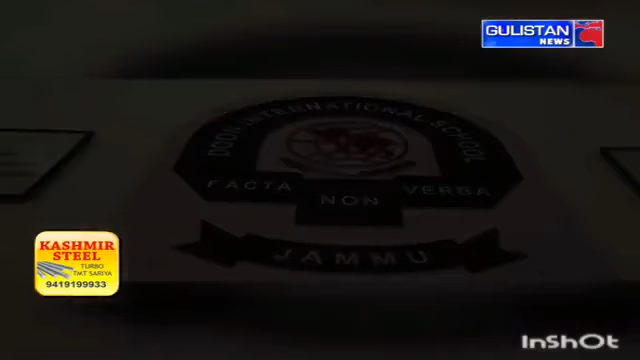 GULISTAN
NEWS
DOON INTERNATIONAL SCHOOL
FACTA NON VERBA
JAMMU
KASHMIR
STEEL
TURBO
TMT SARIYA
9419199933
InShOt